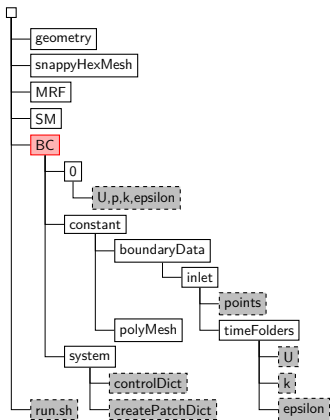 geometry
snappyHexMesh
MRF
SM
BC
0
U,p,k,epsilon
constant
boundaryData
inlet
points
polyMesh timeFolders
system U
controlDict k
run.sh createPatchDict epsilon